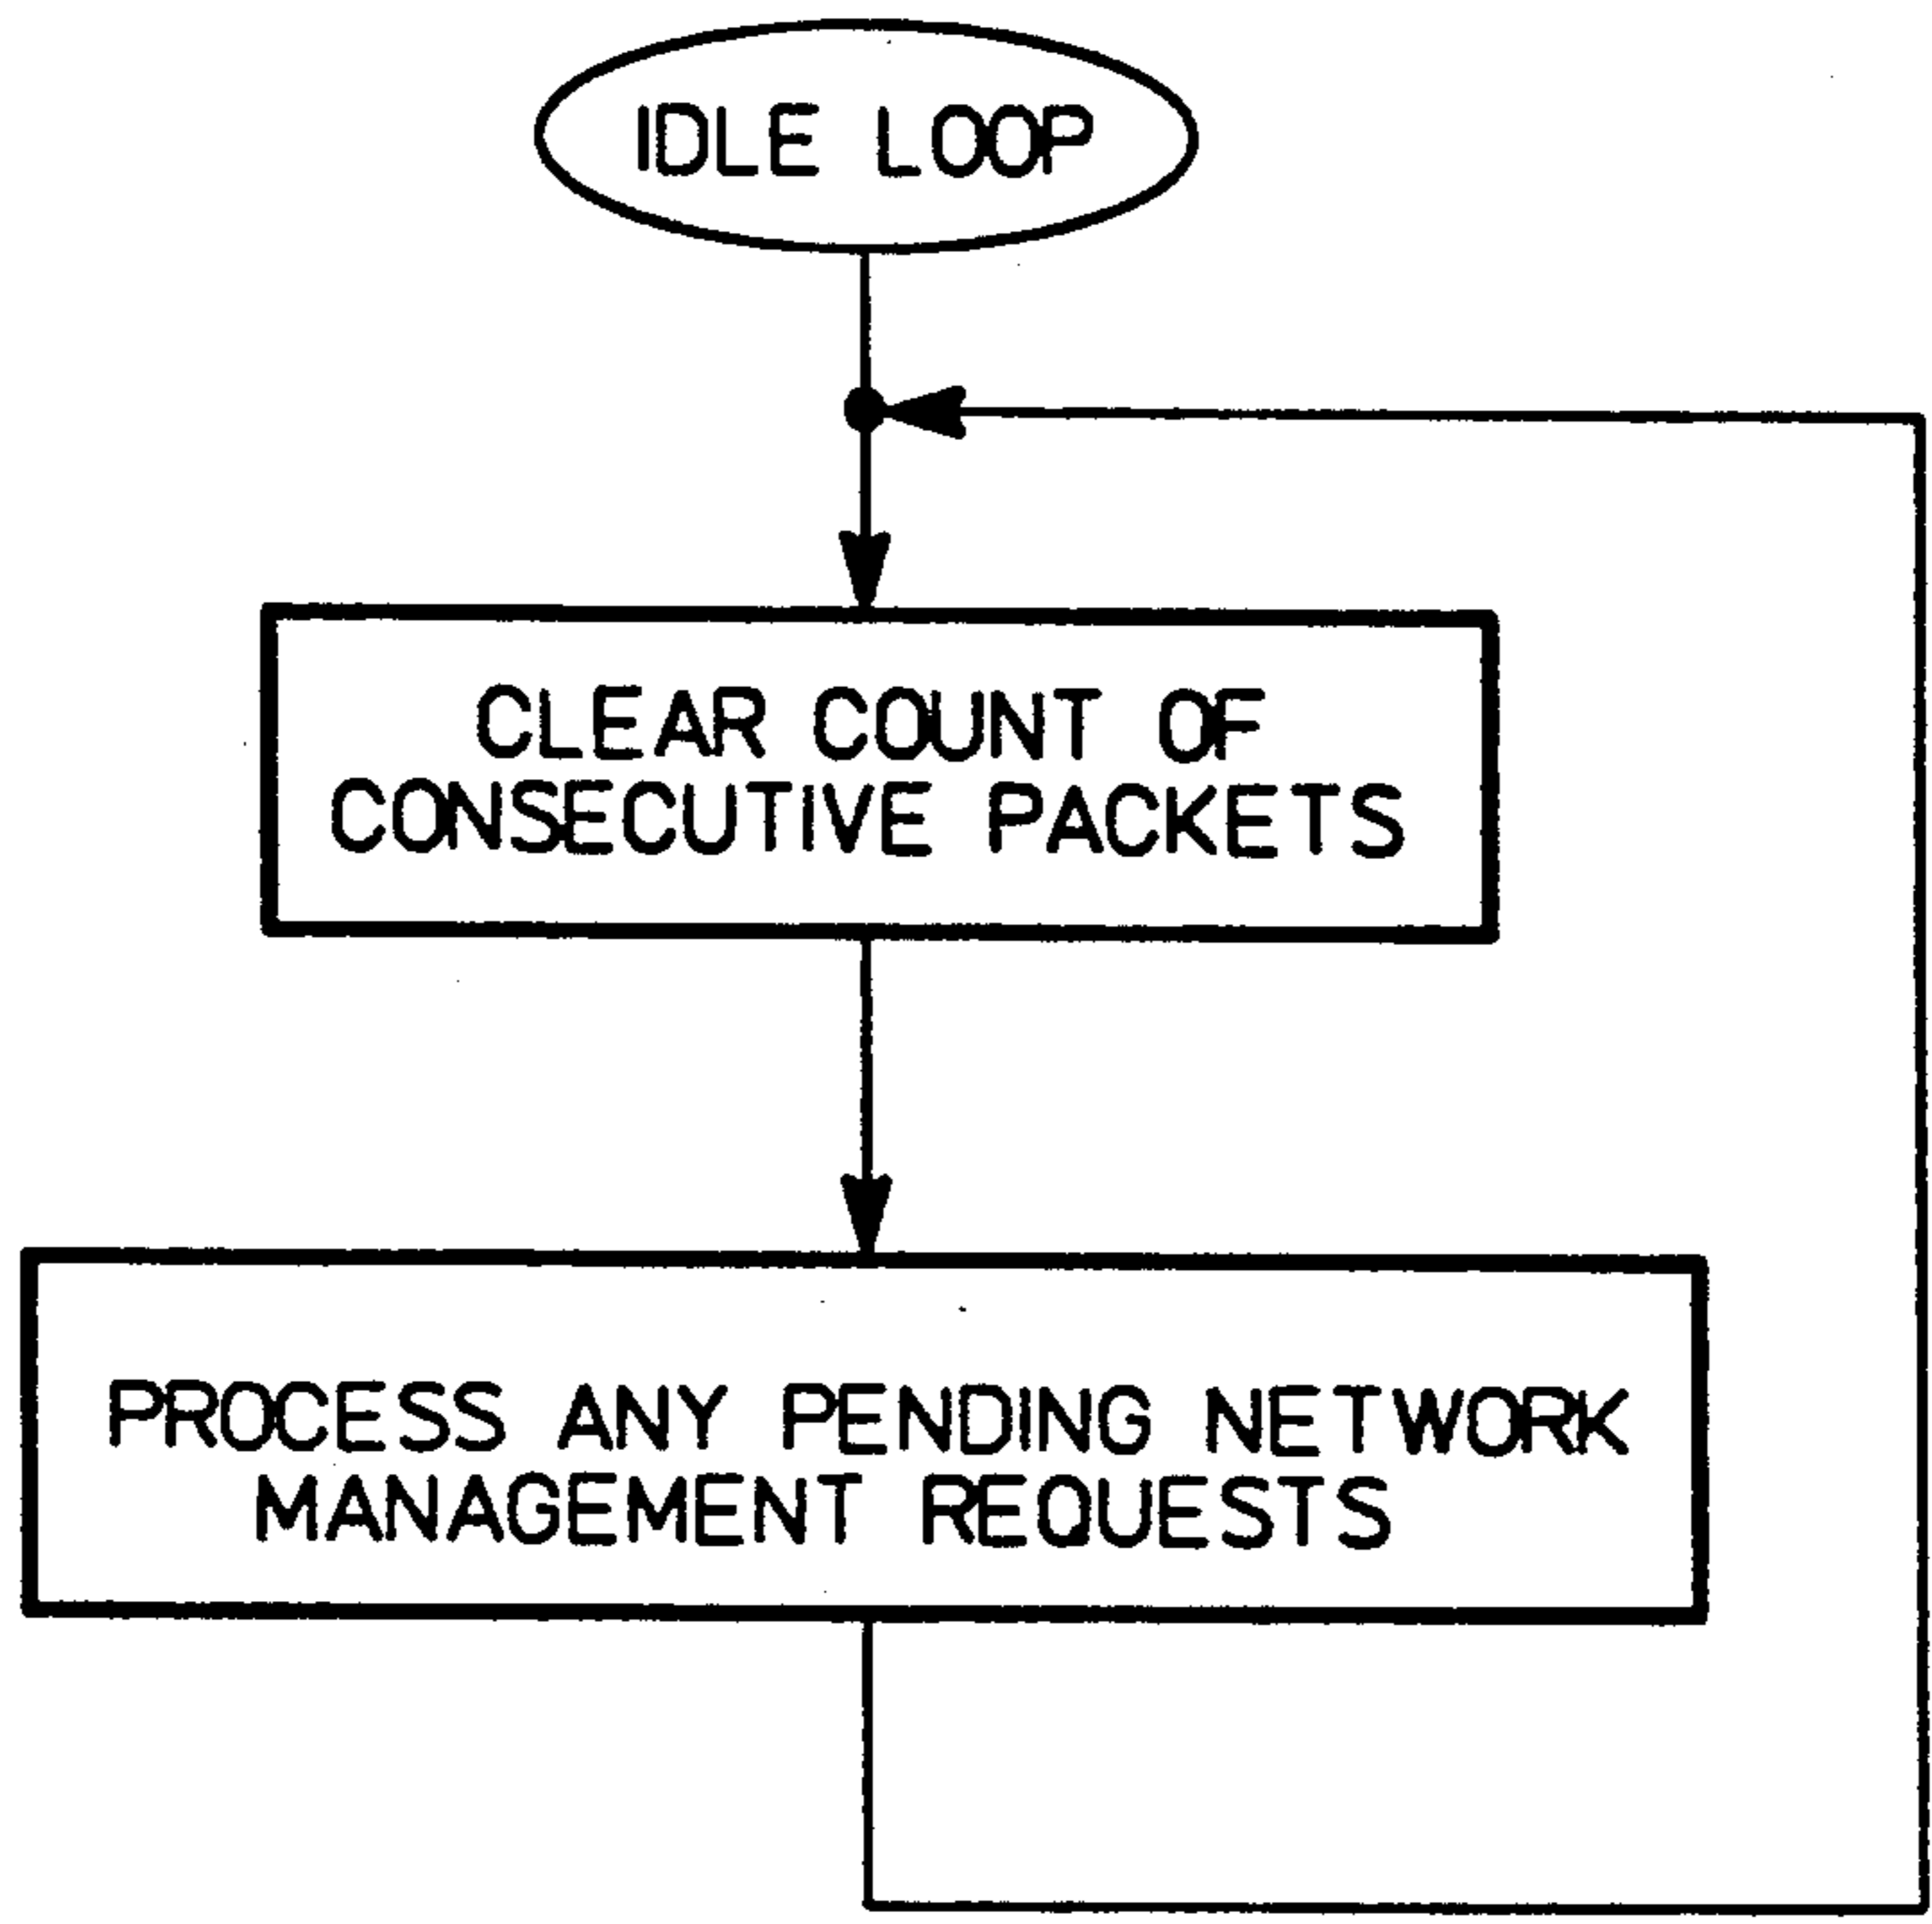 IDLE LOOP
CLEAR COUNT OF
CONSECUTIVE PACKETS
PROCESS ANY PENDING NETWORK
MANAGEMENT REQUESTS